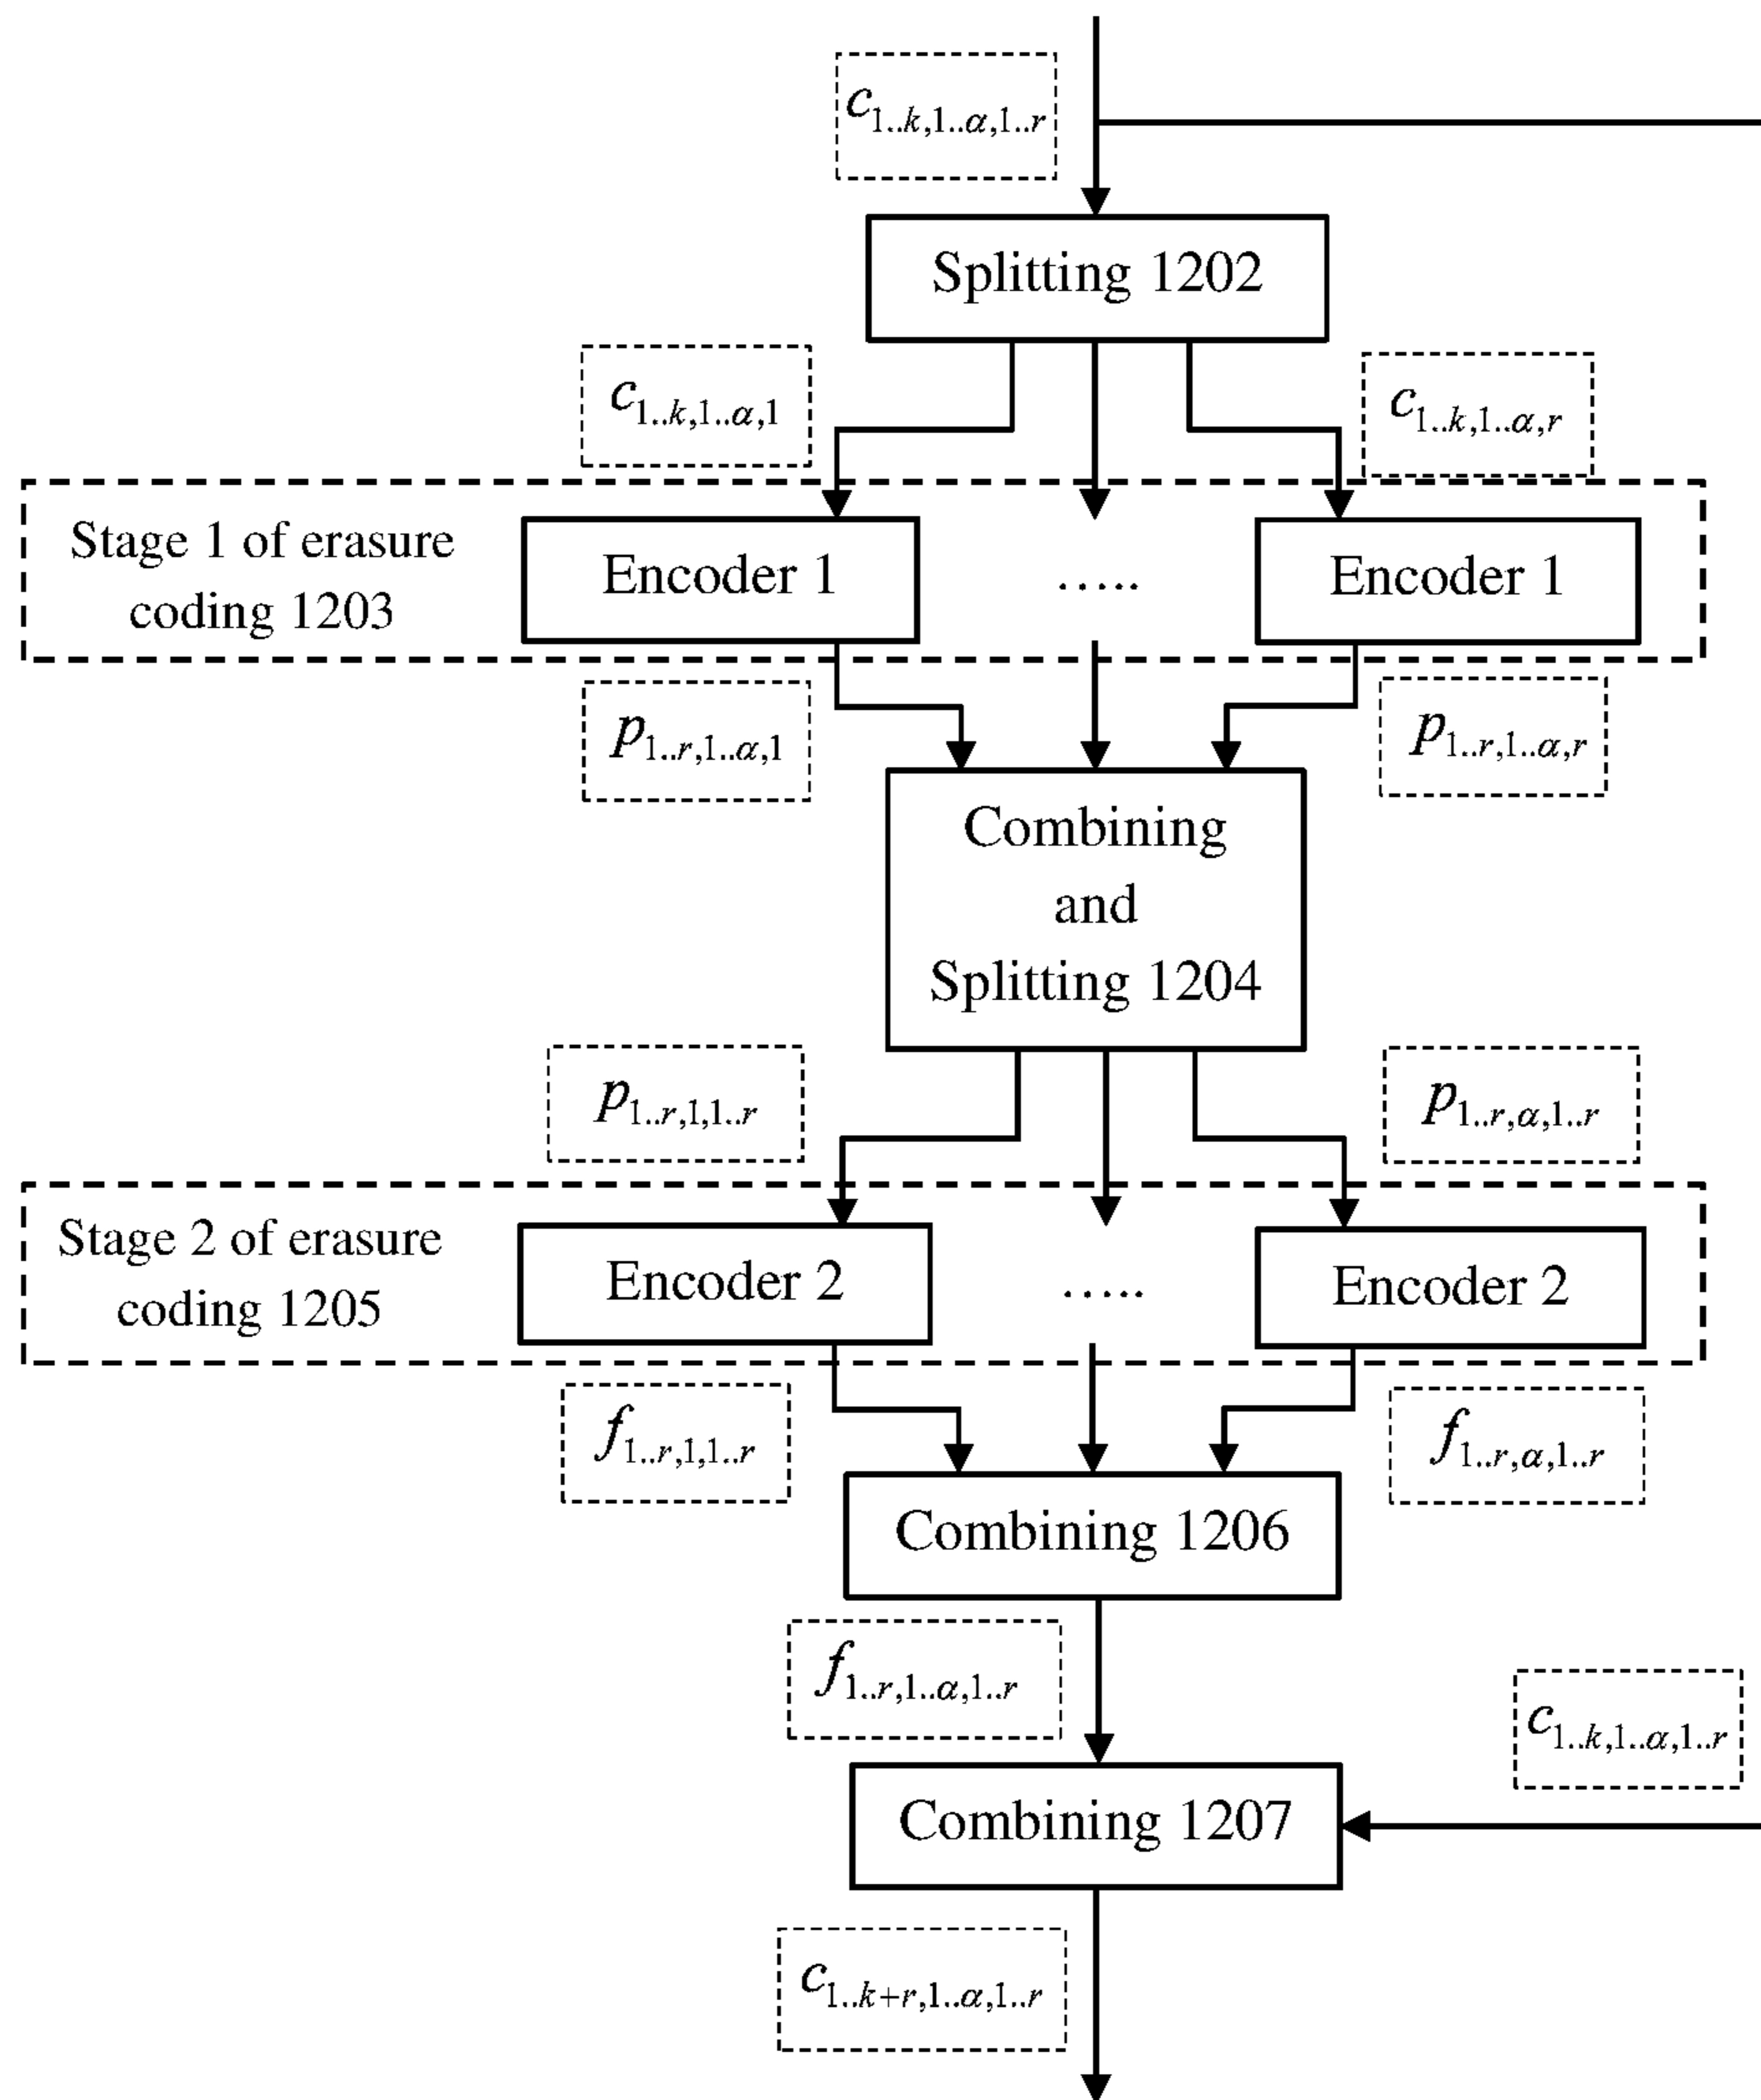 c1..k,1..α,1..r
Splitting 1202
c1..k,1..α,1
c1..k,1..α,r
Stage 1 of erasure
coding 1203
Encoder 1
.....
Encoder 1
p1..r,1..α,1
p1..r,1..α,r
Combining
and
Splitting 1204
p1..r,1,1..r
p1..r,α,1..r
Stage 2 of erasure
coding 1205
Encoder 2
.....
Encoder 2
f1..r,1,1..r
f1..r,α,1..r
Combining 1206
f1..r,1..α,1..r
c1..k,1..α,1..r
Combining 1207
c1..k+r,1..α,1..r